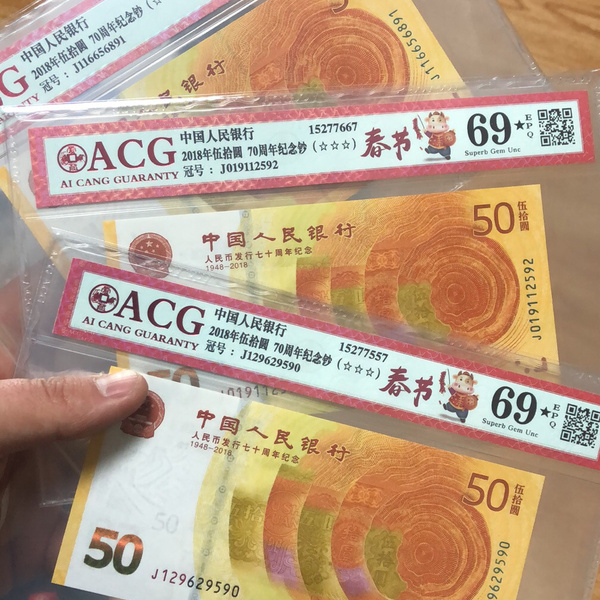 CG
中国人民银行
2018年伍拾圆 70周年纪念钞 (☆
冠号: J116656891
GUARANTY
5
J116656891
ACG
AI CANG GUARANTY
中国人民银行 15277667
2018年伍拾圆 70周年纪念钞 (☆☆☆)
冠号: J019112592
春节
69★ EPQ
Superb Gem Unc
中国人民银行
人民币发行七十周年纪念
1948-2018
50 伍拾圆
J019112592
50
J0191125
ACG
AI CANG GUARANTY
中国人民银行 15277557
2018年伍拾圆 70周年纪念钞 (☆☆☆)
冠号: J129629590
春节
69★ EPQ
Superb Gem Unc
中国人民银行
人民币发行七十周年纪念
1948-2018
50 伍拾圆
50
50
J129629590
629590